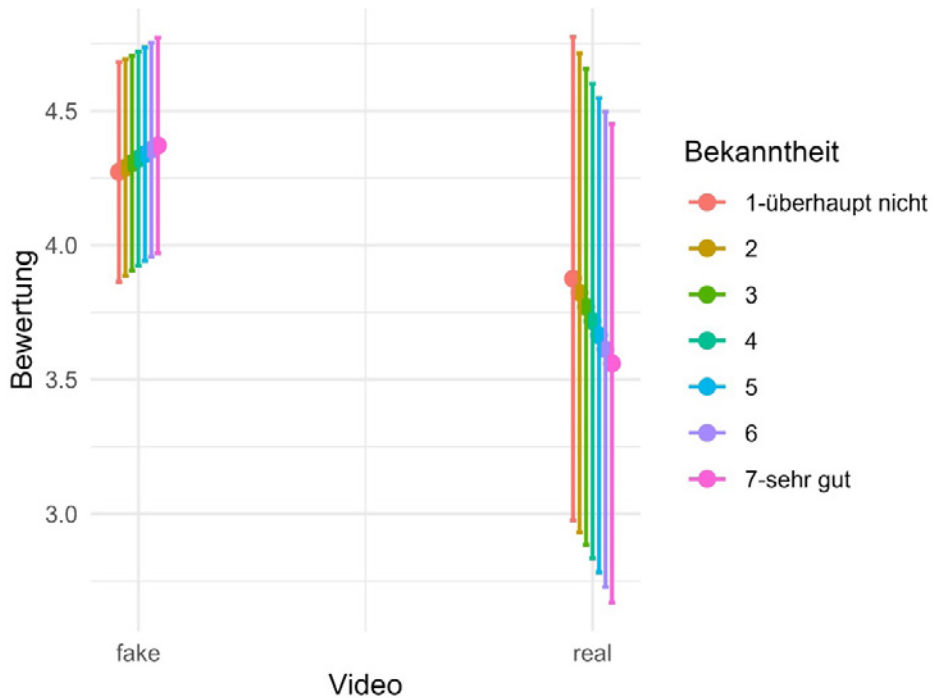 4.5
4.0
3.5
3.0
Bewertung
fake
real
Video
Bekanntheit
1-überhaupt nicht
2
3
4
5
6
7-sehr gut